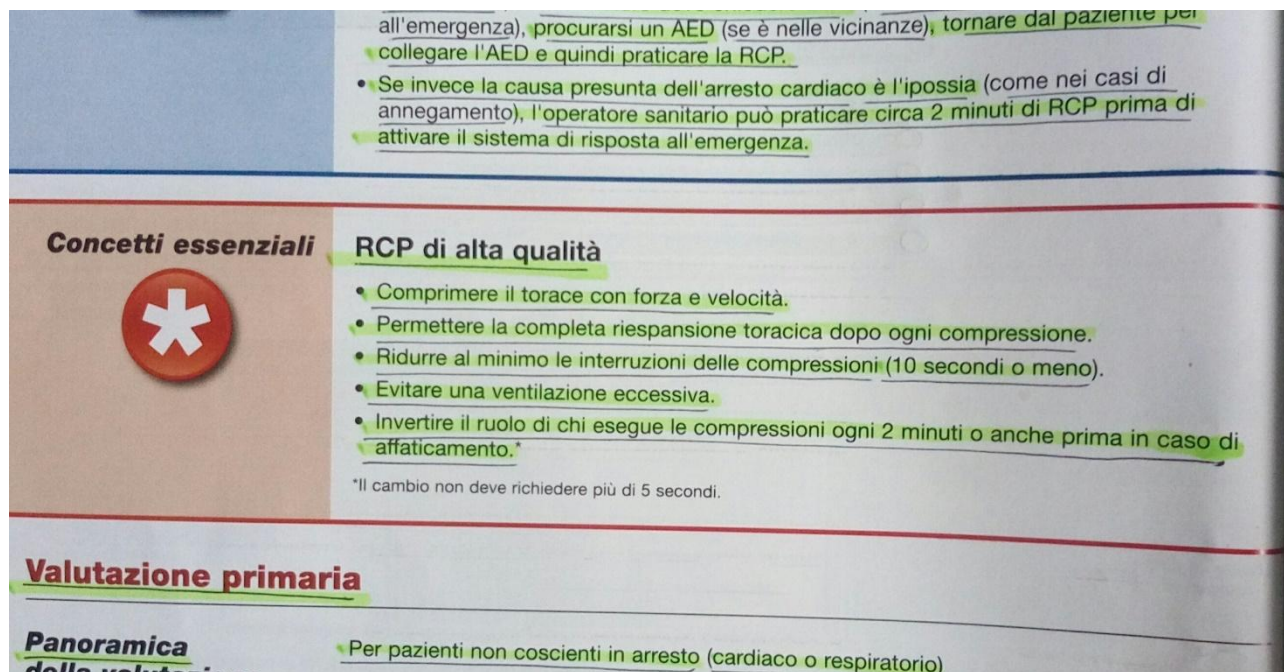 all'emergenza), procurarsi un AED (se è nelle vicinanze), tornare dal paziente per
collegare l'AED e quindi praticare la RCP.
• Se invece la causa presunta dell'arresto cardiaco è l'ipossia (come nei casi di
annegamento), l'operatore sanitario può praticare circa 2 minuti di RCP prima di
attivare il sistema di risposta all'emergenza.
Concetti essenziali
RCP di alta qualità
• Comprimere il torace con forza e velocità.
• Permettere la completa riespansione toracica dopo ogni compressione.
• Ridurre al minimo le interruzioni delle compressioni (10 secondi o meno).
• Evitare una ventilazione eccessiva.
• Invertire il ruolo di chi esegue le compressioni ogni 2 minuti o anche prima in caso di
affaticamento.*
*Il cambio non deve richiedere più di 5 secondi.
Valutazione primaria
Panoramica
Per pazienti non coscienti in arresto (cardiaco o respiratorio)